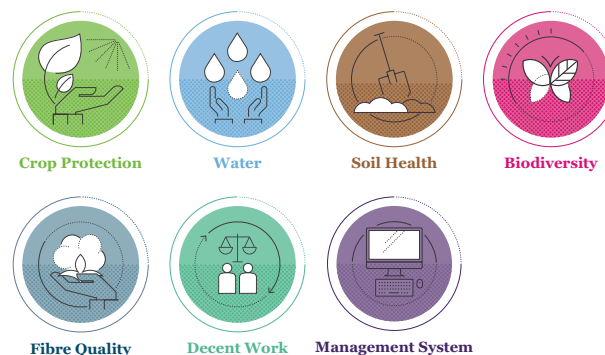 Crop Protection
Water
Soil Health
Biodiversity
Fibre Quality
Decent Work
Management System